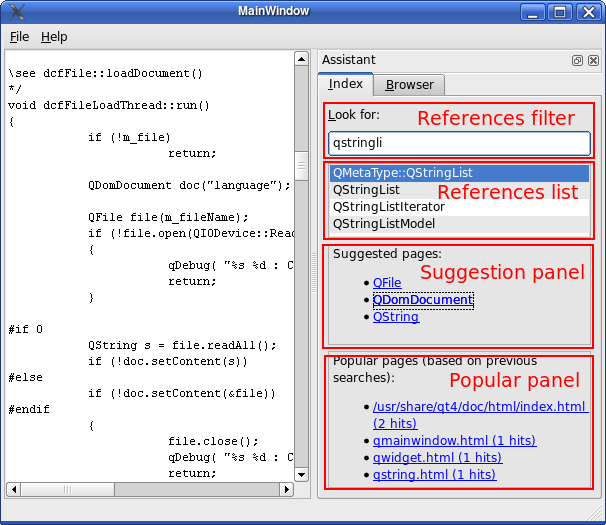 MainWindow
File Help
\see dcfFile::loadDocument()
*/
void dcfFileLoadThread::run()
{
if (!m_file)
return;
QDomDocument doc("language");
QFile file(m_fileName);
if (!file.open(QIODevice::Rea
{
qDebug( "%s %d : C
return;
}
#if 0
QString s = file.readAll();
if (!doc.setContent(s))
#else
if (!doc.setContent(&file))
#endif
{
file.close();
qDebug( "%s %d : C
return;
Assistant
Index Browser
Look for:
References filter
qstringli
QMetaType::QStringList
QStringList
References list
QStringListIterator
QStringListModel
Suggested pages:
Suggestion panel
• QFile
• QDomDocument
• QString
Popular pages (based on previous
searches):
Popular panel
• /usr/share/qt4/doc/html/index.html
(2 hits)
• qmainwindow.html (1 hits)
• qwidget.html (1 hits)
• qstring.html (1 hits)